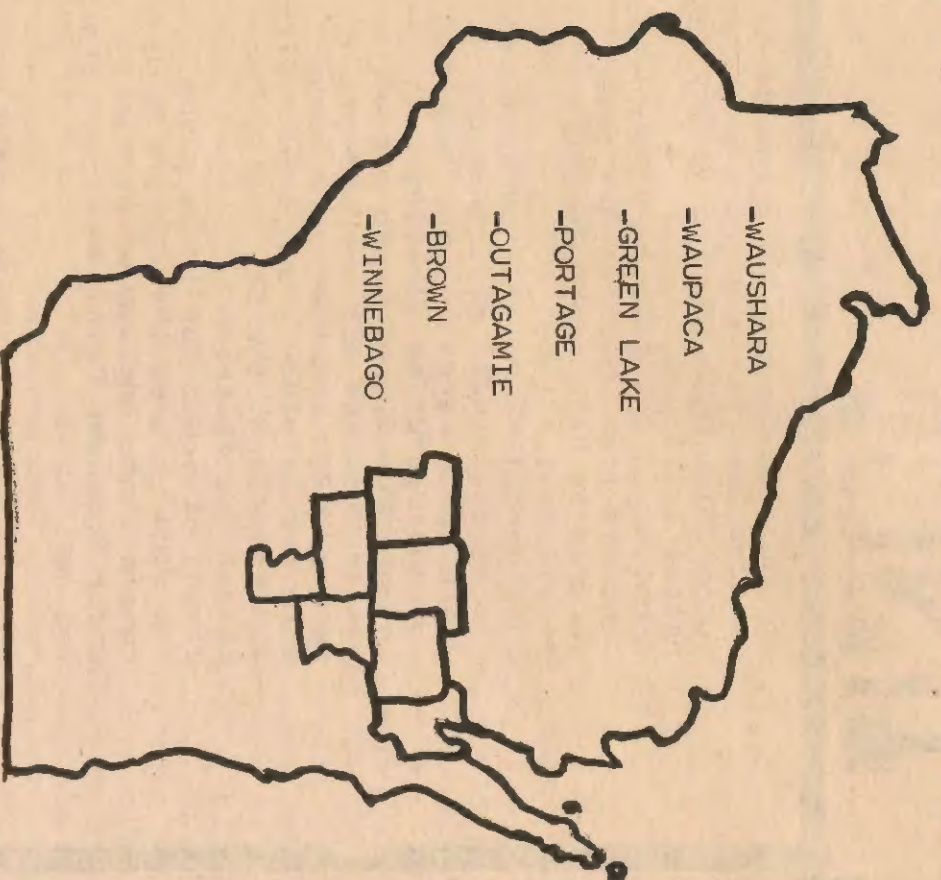 -WAUSHARA
-WAUPACA
-GREEN LAKE
-PORTAGE
-OUTAGAMIE
-BROWN
-WINNEBAGO